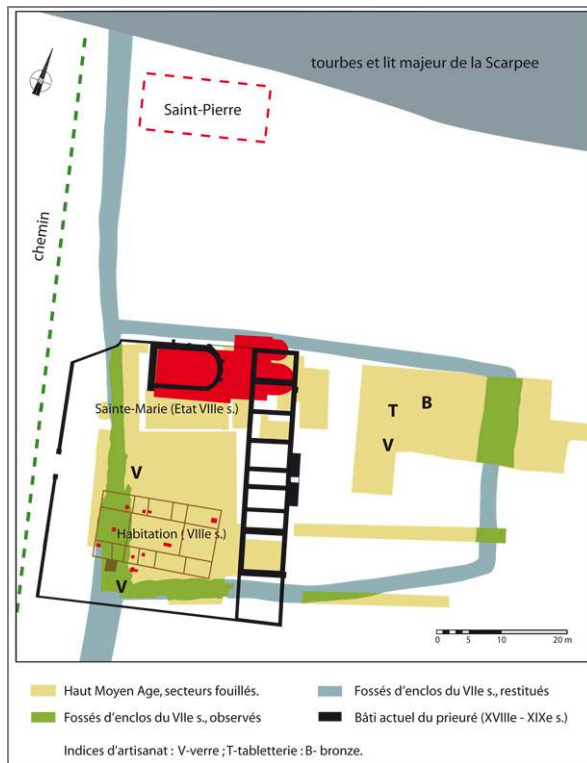 tourbes et lit majeur de la Scarpee
Saint-Pierre
chemin
Sainte-Marie (Etat VIIIe s.)
T
B
V
V
Habitation ( VIIIe s.)
V
0 5 10 20 m
Haut Moyen Age, secteurs fouillés.
Fossés d'enclos du VIIe s., restitués
Fossés d'enclos du VIIe s., observés
Bâti actuel du prieuré (XVIIIe - XIXe s.)
Indices d'artisanat : V-verre ; T-tabletterie : B- bronze.